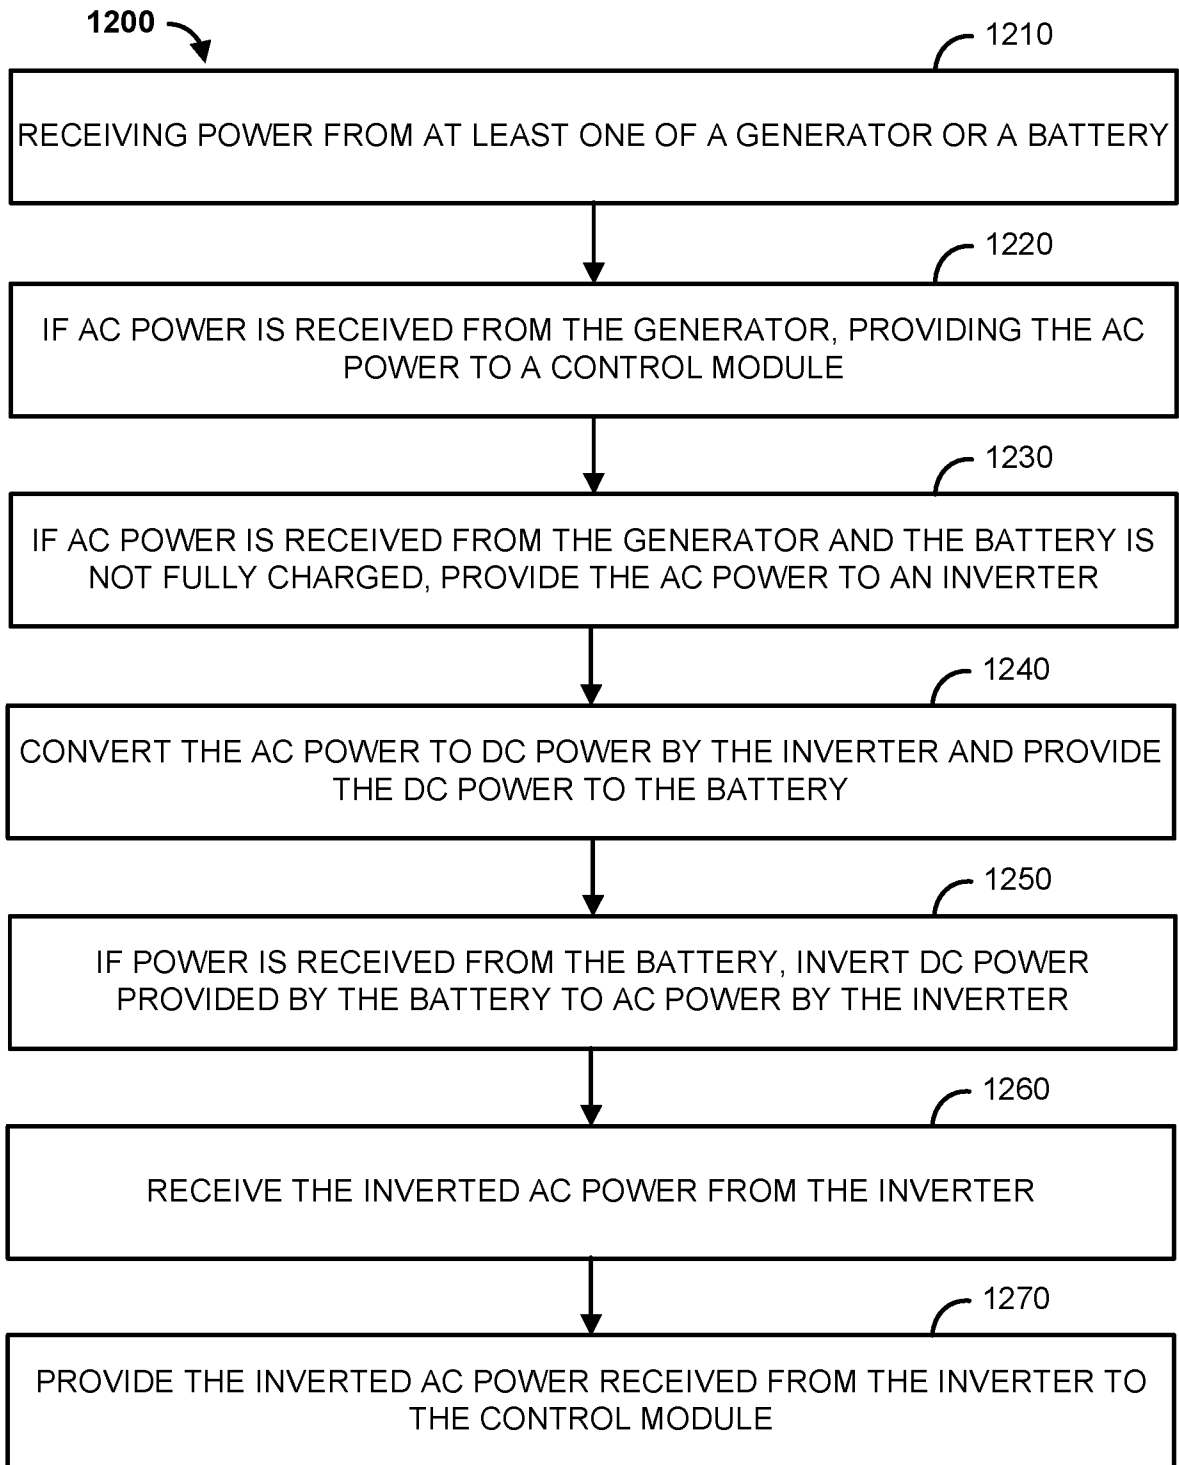 1200
1210
RECEIVING POWER FROM AT LEAST ONE OF A GENERATOR OR A BATTERY
1220
IF AC POWER IS RECEIVED FROM THE GENERATOR, PROVIDING THE AC
POWER TO A CONTROL MODULE
1230
IF AC POWER IS RECEIVED FROM THE GENERATOR AND THE BATTERY IS
NOT FULLY CHARGED, PROVIDE THE AC POWER TO AN INVERTER
1240
CONVERT THE AC POWER TO DC POWER BY THE INVERTER AND PROVIDE
THE DC POWER TO THE BATTERY
1250
IF POWER IS RECEIVED FROM THE BATTERY, INVERT DC POWER
PROVIDED BY THE BATTERY TO AC POWER BY THE INVERTER
1260
RECEIVE THE INVERTED AC POWER FROM THE INVERTER
1270
PROVIDE THE INVERTED AC POWER RECEIVED FROM THE INVERTER TO
THE CONTROL MODULE